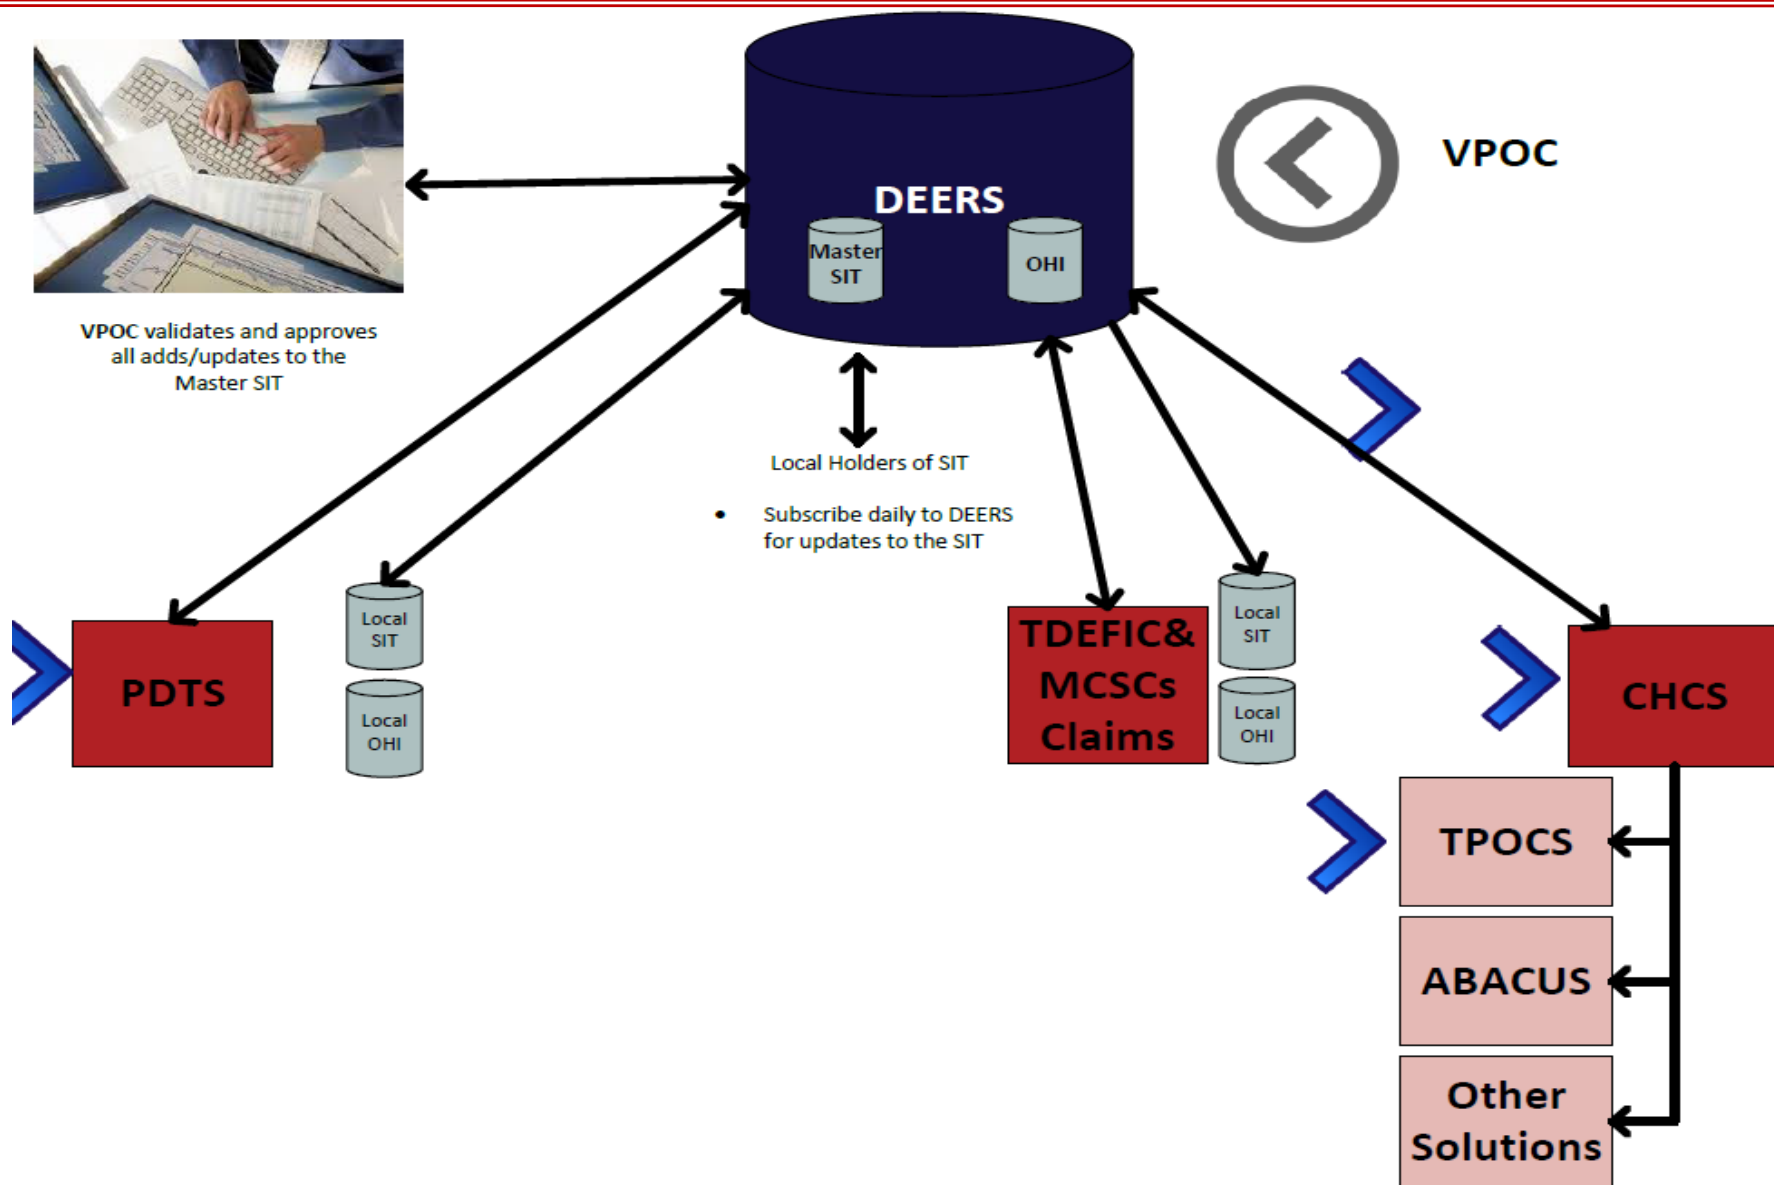 VPOC
DEERS
Master
SIT
OHI
VPOC validates and approves
all adds/updates to the
Master SIT
Local Holders of SIT
• Subscribe daily to DEERS
for updates to the SIT
PDTS
Local
SIT
Local
OHI
TDEFIC&
MCSCs
Claims
Local
SIT
Local
OHI
CHCS
TPOCS
ABACUS
Other
Solutions